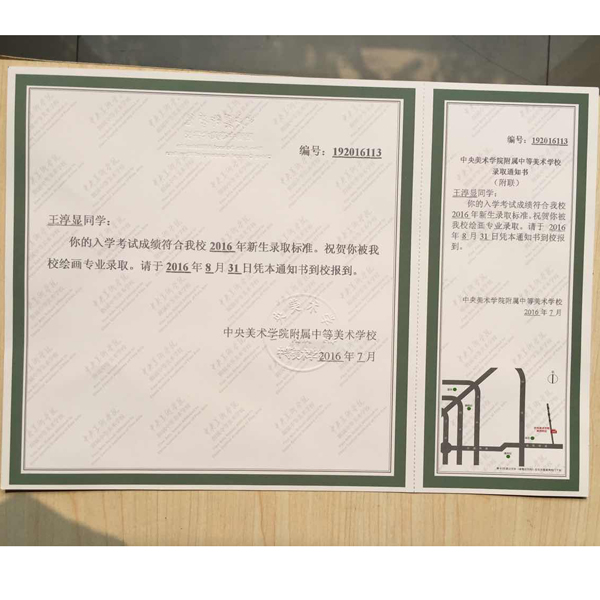 编号：192016113
王淳显同学：
你的入学考试成绩符合我校 2016 年新生录取标准。祝贺你被我
校绘画专业录取。请于 2016 年 8 月 31 日凭本通知书到校报到。
中央美术学院附属中等美术学校
2016 年 7 月
编号：192016113
中央美术学院附属中等美术学校
录取通知书
（附联）
王淳显同学：
你的入学考试成绩符合我校
2016 年新生录取标准。祝贺你被
我校绘画专业录取。请于 2016
年 8 月 31 日凭本通知书到校报
到。
中央美术学院附属中等美术学校
2016 年 7 月